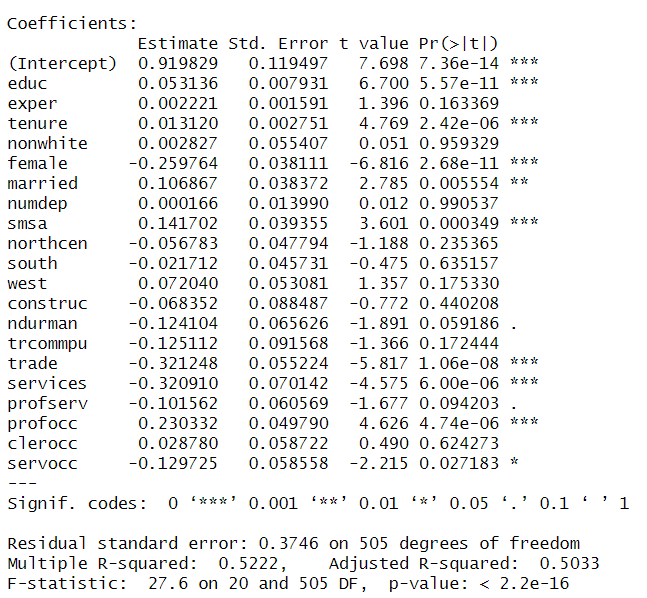 Coefficients:
             Estimate Std. Error t value Pr(>|t|)
(Intercept)  0.919829   0.119497   7.698 7.36e-14 ***
educ         0.053136   0.007931   6.700 5.57e-11 ***
exper        0.002221   0.001591   1.396 0.163369
tenure       0.013120   0.002751   4.769 2.42e-06 ***
nonwhite     0.002827   0.055407   0.051 0.959329
female      -0.259764   0.038111  -6.816 2.68e-11 ***
married      0.106867   0.038372   2.785 0.005554 **
numdep       0.000166   0.013990   0.012 0.990537
smsa         0.141702   0.039355   3.601 0.000349 ***
northcen    -0.056783   0.047794  -1.188 0.235365
south       -0.021712   0.045731  -0.475 0.635157
west         0.072040   0.053081   1.357 0.175330
construc    -0.068352   0.088487  -0.772 0.440208
ndurman     -0.124104   0.065626  -1.891 0.059186 .
trcommpu    -0.125112   0.091568  -1.366 0.172444
trade       -0.321248   0.055224  -5.817 1.06e-08 ***
services    -0.320910   0.070142  -4.575 6.00e-06 ***
profserv    -0.101562   0.060569  -1.677 0.094203 .
profocc      0.230332   0.049790   4.626 4.74e-06 ***
clerocc      0.028780   0.058722   0.490 0.624273
servocc     -0.129725   0.058558  -2.215 0.027183 *
---
Signif. codes:  0 ‘***’ 0.001 ‘**’ 0.01 ‘*’ 0.05 ‘.’ 0.1 ‘ ’ 1
Residual standard error: 0.3746 on 505 degrees of freedom
Multiple R-squared:  0.5222,    Adjusted R-squared:  0.5033
F-statistic:  27.6 on 20 and 505 DF,  p-value: < 2.2e-16